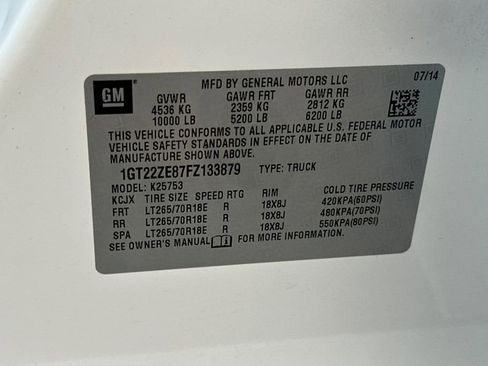 GM
MFD BY GENERAL MOTORS LLC 07/14
GVWR GAWR FRT GAWR RR
4536 KG 2359 KG 2812 KG
10000 LB 5200 LB 6200 LB
THIS VEHICLE CONFORMS TO ALL APPLICABLE U.S. FEDERAL MOTOR
VEHICLE SAFETY STANDARDS IN EFFECT ON THE DATE OF
MANUFACTURE SHOWN ABOVE.
1GT22ZE87FZ133879 TYPE: TRUCK
MODEL: K25753
KCJX TIRE SIZE SPEED RTG RIM COLD TIRE PRESSURE
FRT LT265/70R18E R 18X8J 420KPA(60PSI)
RR LT265/70R18E R 18X8J 480KPA(70PSI)
SPA LT265/70R18E R 18X8J 550KPA(80PSI)
SEE OWNER'S MANUAL i FOR MORE INFORMATION.